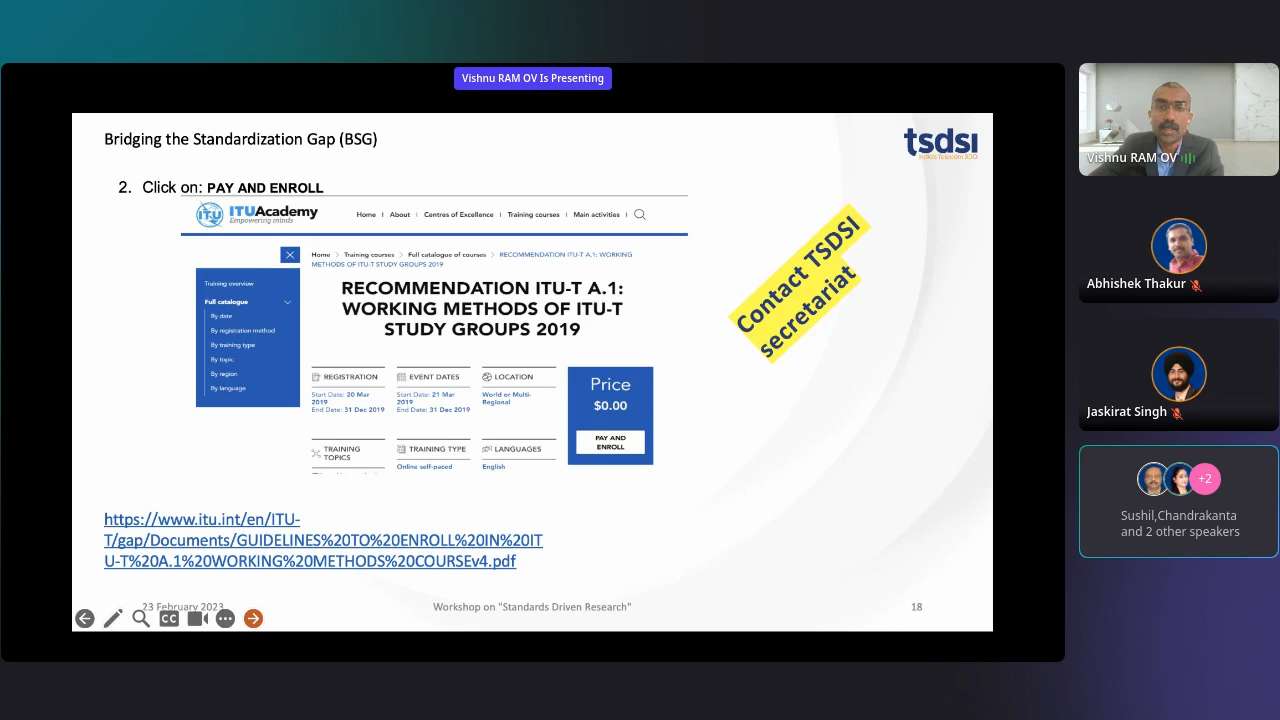 Vishnu RAM OV Is Presenting
Bridging the Standardization Gap (BSG)
tsdsi
India's Telecom SDO
2. Click on: PAY AND ENROLL
ITU
ITUAcademy
Empowering minds
Home | About | Centres of Excellence | Training courses | Main activities |
Home > Training courses > Full catalogue of courses > RECOMMENDATION ITU-T A.1: WORKING
METHODS OF ITU-T STUDY GROUPS 2019
Training overview
Full catalogue
By date
By registration method
By training type
By topic
By region
By language
RECOMMENDATION ITU-T A.1:
WORKING METHODS OF ITU-T
STUDY GROUPS 2019
REGISTRATION
Start Date: 20 Mar
2019
End Date: 31 Dec 2019
EVENT DATES
Start Date: 21 Mar
2019
End Date: 31 Dec 2019
LOCATION
World or Multi-
Regional
Price
$0.00
PAY AND
ENROLL
TRAINING
TOPICS
TRAINING TYPE
Online self-paced
LANGUAGES
English
Contact TSDSI
secretariat
https://www.itu.int/en/ITU-
T/gap/Documents/GUIDELINES%20TO%20ENROLL%20IN%20IT
U-T%20A.1%20WORKING%20METHODS%20COURSEv4.pdf
23 February 2023
Workshop on "Standards Driven Research"
18
CC
Vishnu RAM OV
Abhishek Thakur
Jaskirat Singh
+2
Sushil,Chandrakanta
and 2 other speakers